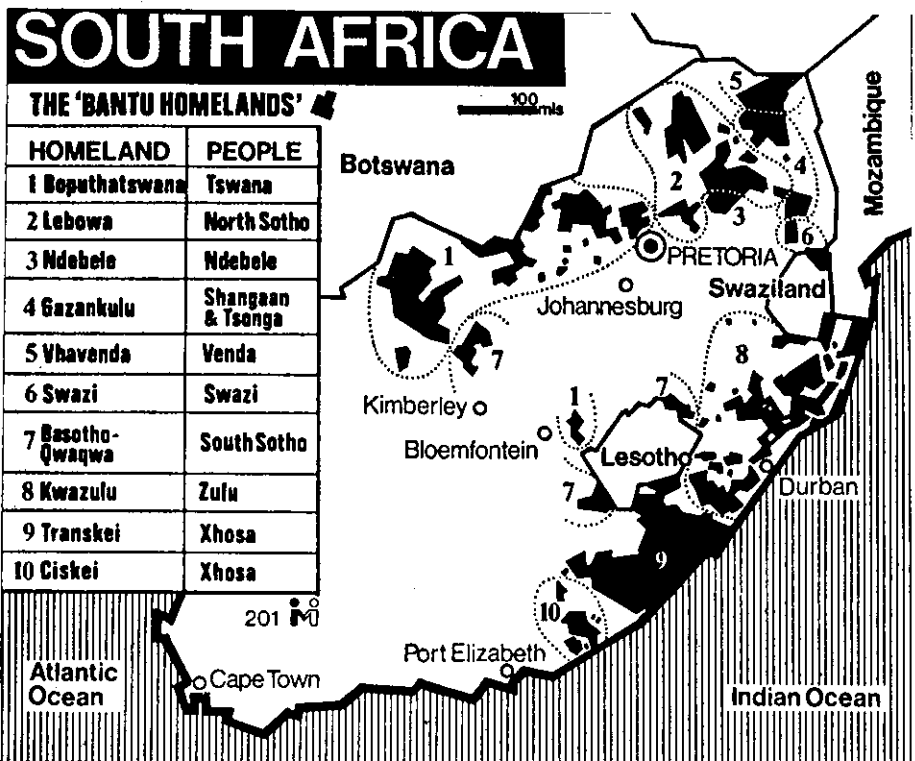 SOUTH AFRICA
THE 'BANTU HOMELANDS'
100
mls
HOMELAND PEOPLE
1 Boputhatswana Tswana
2 Lebowa North Sotho
3 Ndebele Ndebele
4 Gazankulu Shangaan
& Tsonga
5 Vhavenda Venda
6 Swazi Swazi
7 Basotho-
Qwaqwa South Sotho
8 Kwazulu Zulu
9 Transkei Xhosa
10 Ciskei Xhosa
201
Botswana
Mozambique
5
2
4
3
6
1
PRETORIA
Johannesburg
Swaziland
7
8
Kimberley
1
7
Bloemfontein
Lesotho
Durban
7
9
10
Port Elizabeth
Cape Town
Atlantic
Ocean
Indian Ocean